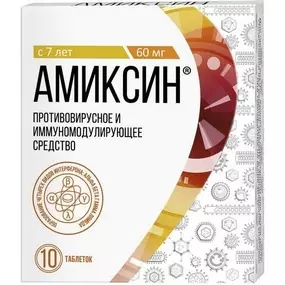 с 7 лет
60 мг
АМИКСИН®
ПРОТИВОВИРУСНОЕ И
ИММУНОМОДУЛИРУЮЩЕЕ
СРЕДСТВО
α β γ λ
10 ТАБЛЕТОК